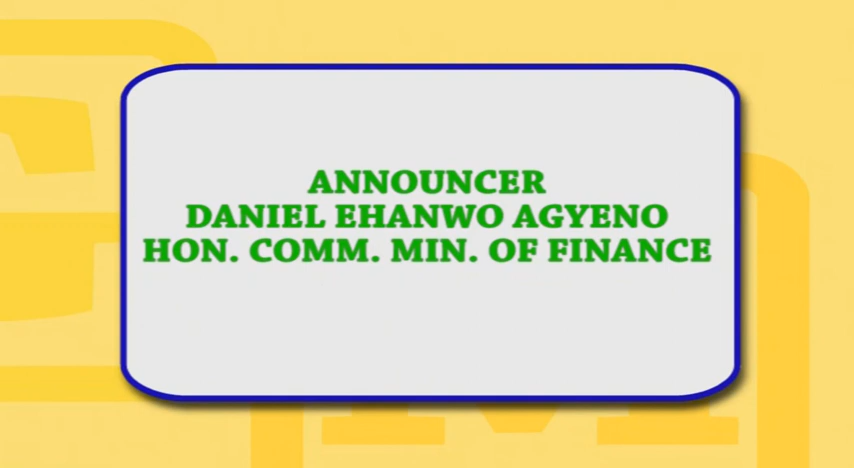 ANNOUNCER
DANIEL EHANWO AGYENO
HON. COMM. MIN. OF FINANCE